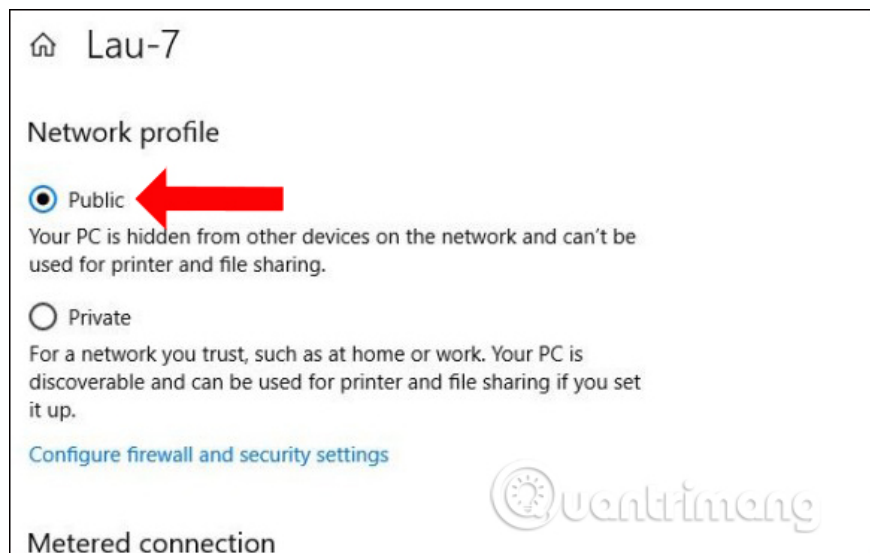 Lau-7
Network profile
Public
Your PC is hidden from other devices on the network and can't be
used for printer and file sharing.
Private
For a network you trust, such as at home or work. Your PC is
discoverable and can be used for printer and file sharing if you set
it up.
Configure firewall and security settings
Quantrimang
Metered connection